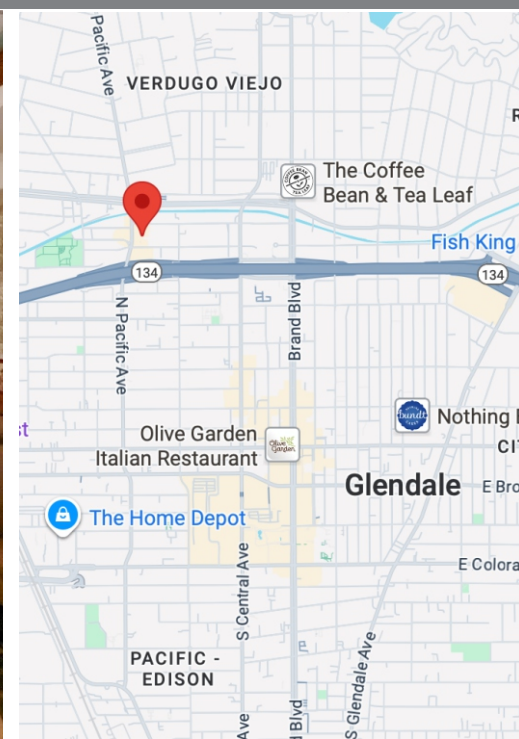 Pacific Ave
VERDUGO VIEJO
The Coffee
Bean & Tea Leaf
Fish King
134
134
N Pacific Ave
Brand Blvd
Olive Garden
Italian Restaurant
Nothing
Glendale
E Bro
The Home Depot
E Colora
S Central Ave
PACIFIC -
EDISON
S Glendale Ave
Ave
Blvd